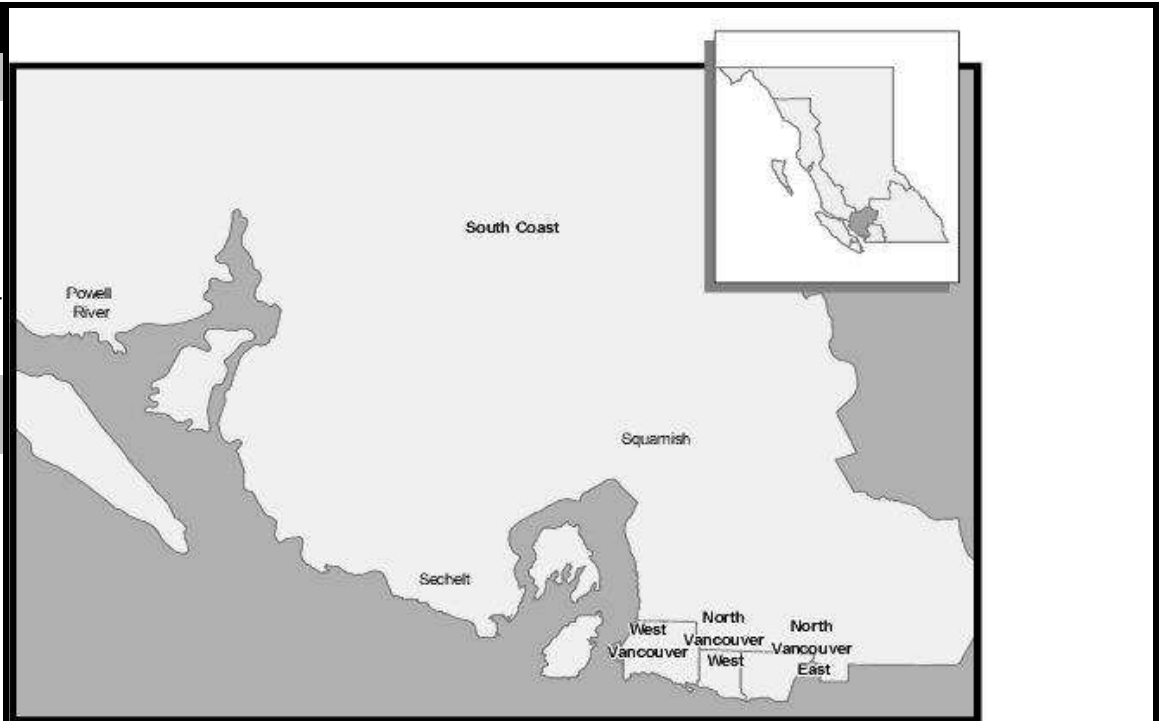 South Coast
Powell
River
Squamish
Sechelt
West
Vancouver
North
Vancouver
West
North
Vancouver
East